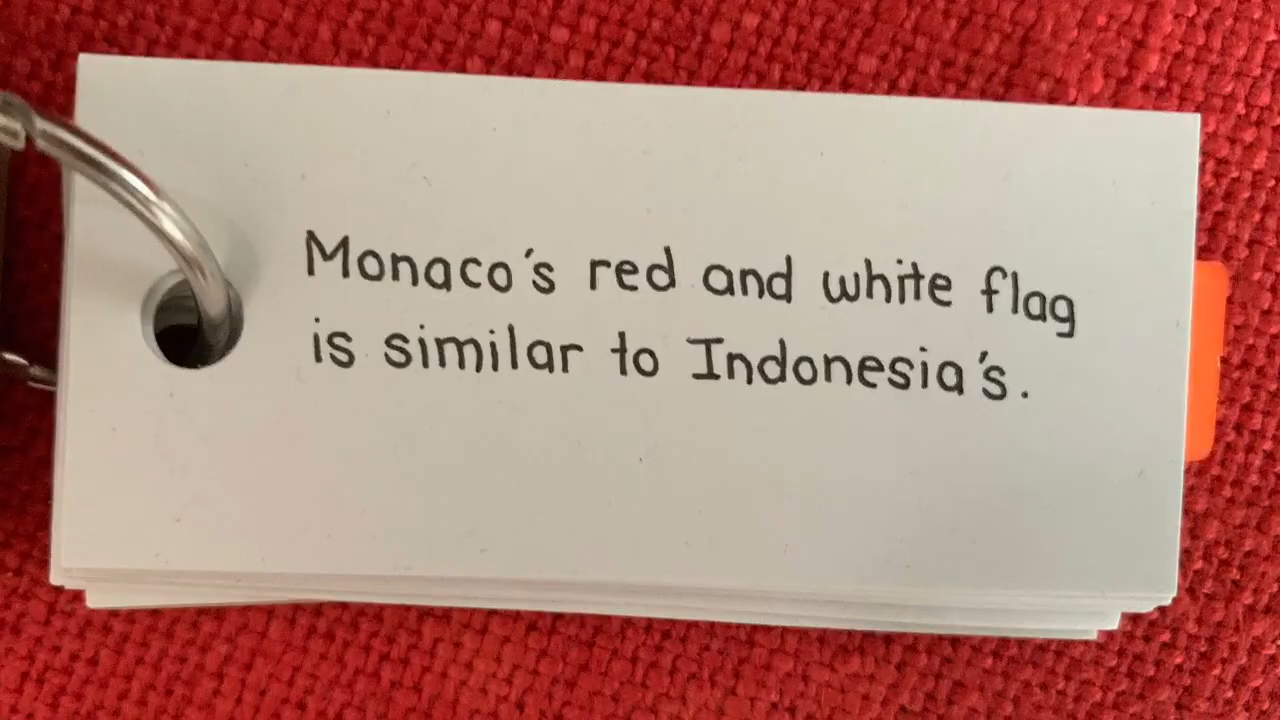 Monaco's red and white flag
is similar to Indonesia's.